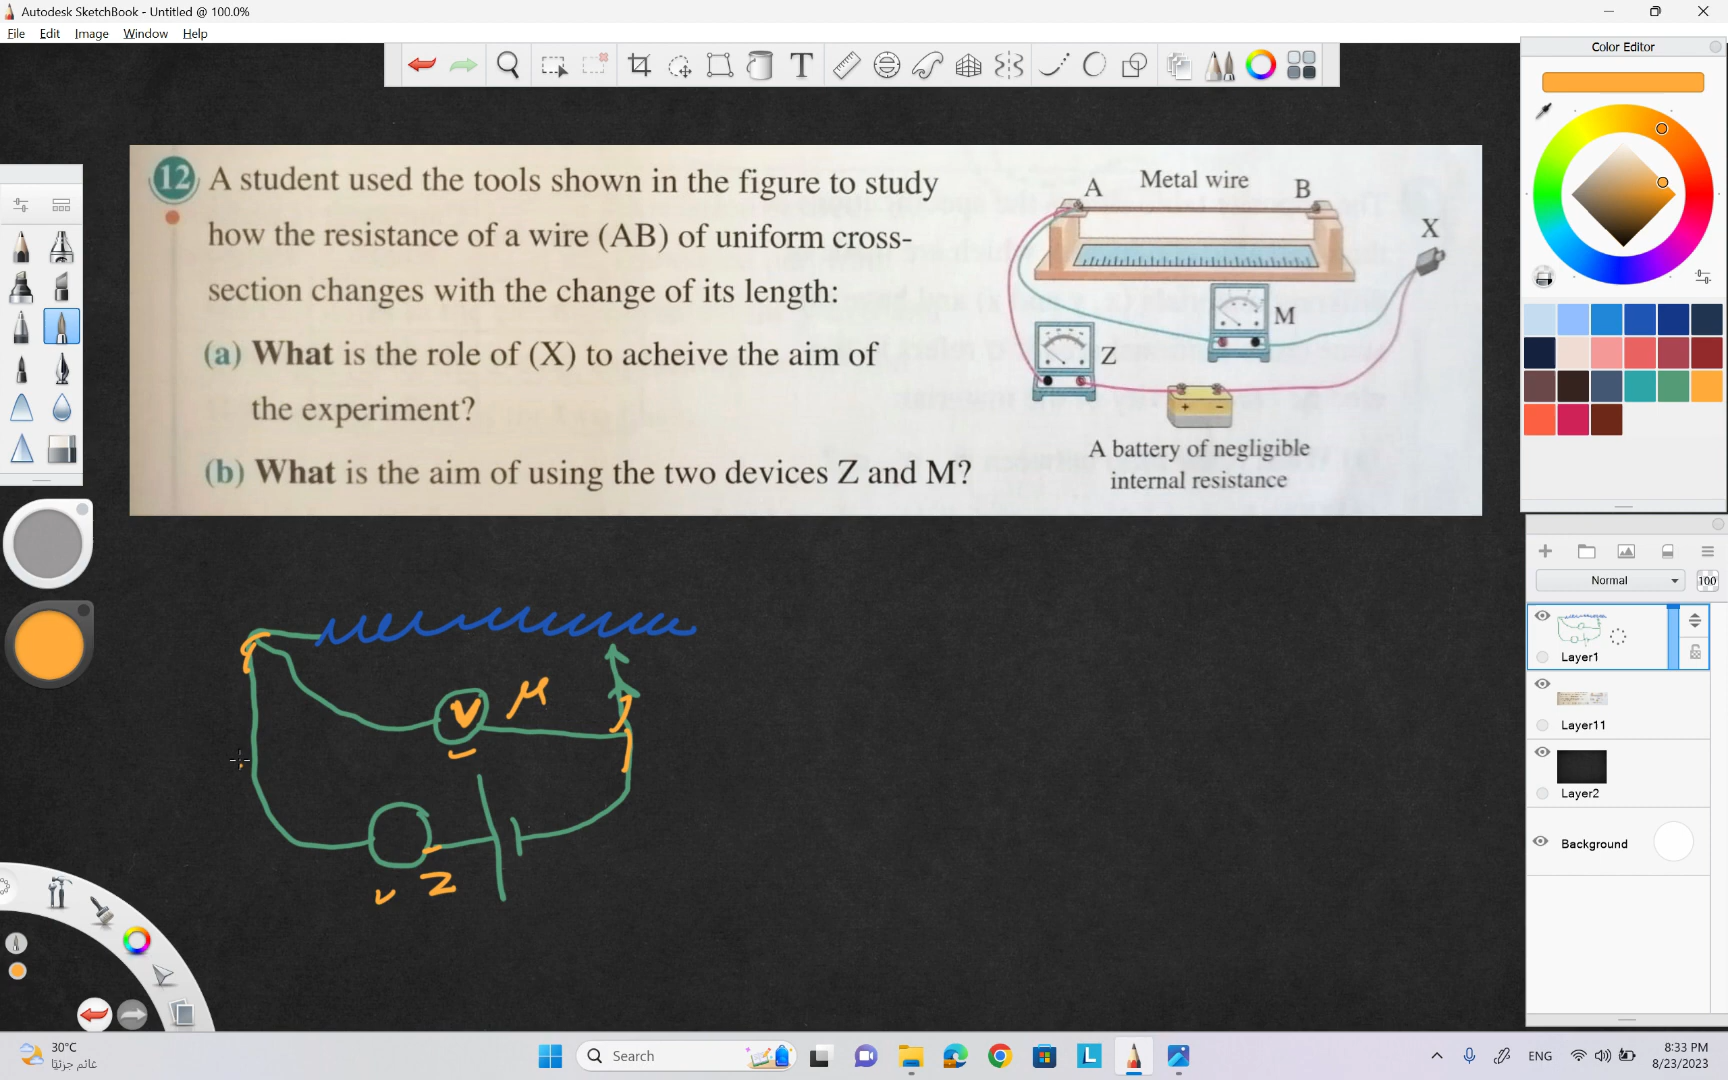 Autodesk SketchBook - Untitled @ 100.0%
File Edit Image Window Help
T
Color Editor
12 A student used the tools shown in the figure to study
how the resistance of a wire (AB) of uniform cross-
section changes with the change of its length:
(a) What is the role of (X) to acheive the aim of
the experiment?
(b) What is the aim of using the two devices Z and M?
A Metal wire B
X
M
Z
+ -
A battery of negligible
internal resistance
Normal 100
Layer1
Layer11
Layer2
Background
V M
Z
30°C
غائم جزئيًا
Search
L
ENG
8:33 PM
8/23/2023